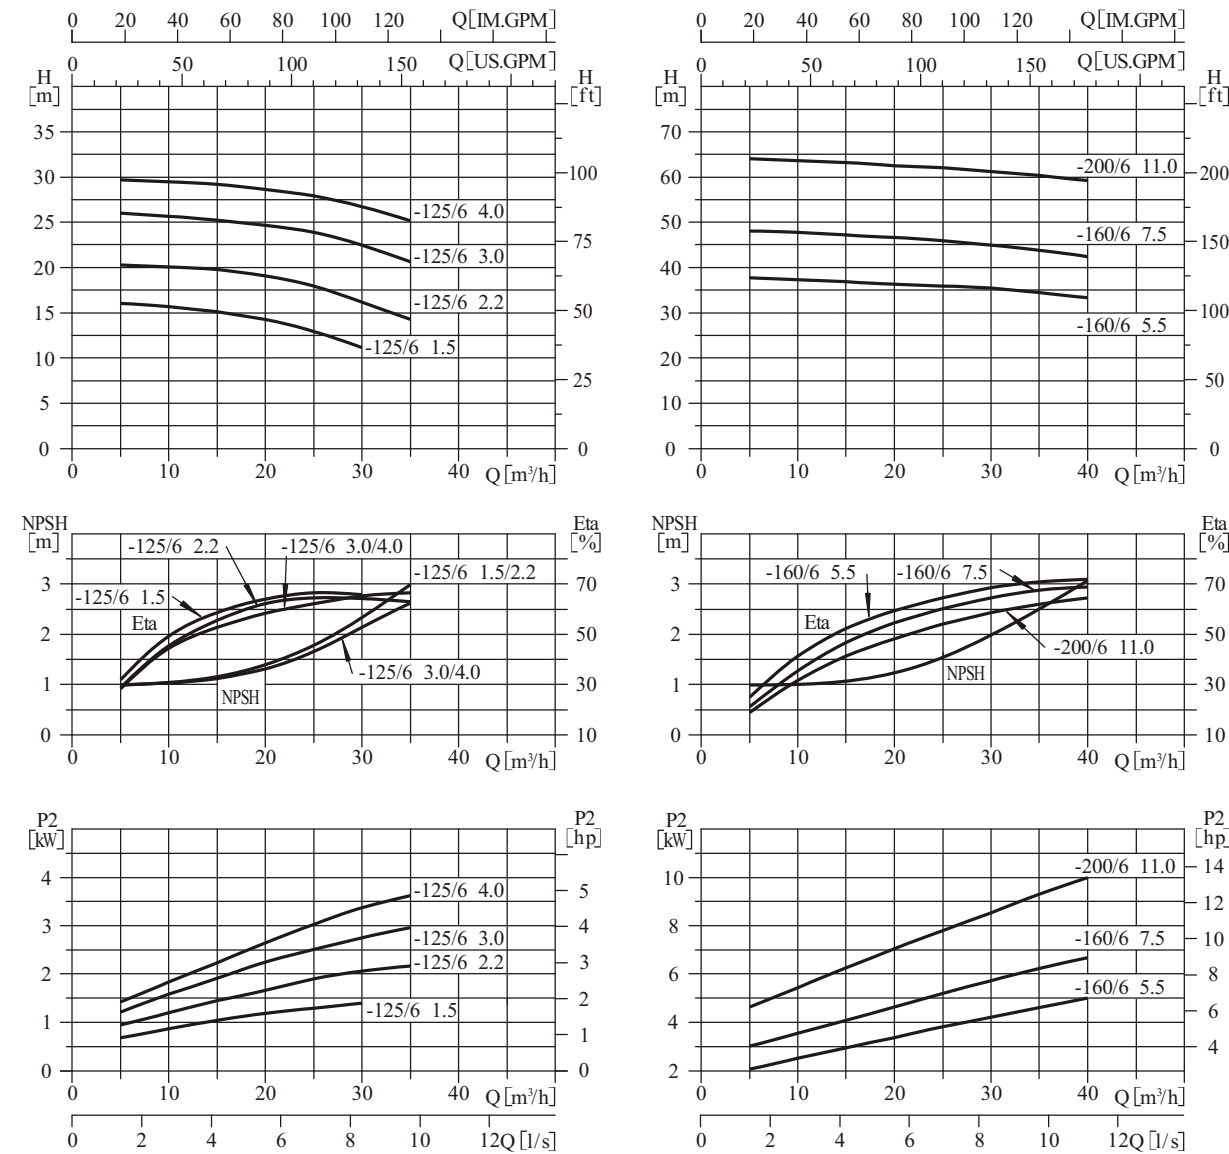 0 20 40 60 80 100 120 Q[IM.GPM]
0 50 100 150 Q[US.GPM]
H
[m]
H
[ft]
35
30
25
20
15
10
5
0
100
75
50
25
0
-125/6 4.0
-125/6 3.0
-125/6 2.2
-125/6 1.5
0 10 20 30 40 Q[m³/h]
0 20 40 60 80 100 120 Q[IM.GPM]
0 50 100 150 Q[US.GPM]
H
[m]
H
[ft]
70
60
50
40
30
20
10
0
200
150
100
50
0
-200/6 11.0
-160/6 7.5
-160/6 5.5
0 10 20 30 40 Q[m³/h]
NPSH
[m]
Eta
[%]
3
2
1
0
70
50
30
10
-125/6 2.2
-125/6 3.0/4.0
-125/6 1.5/2.2
-125/6 1.5
Eta
-125/6 3.0/4.0
NPSH
0 10 20 30 40 Q[m³/h]
NPSH
[m]
Eta
[%]
3
2
1
0
70
50
30
10
-160/6 5.5
-160/6 7.5
Eta
-200/6 11.0
NPSH
0 10 20 30 40 Q[m³/h]
P2
[kW]
P2
[hp]
4
3
2
1
0
5
4
3
2
1
0
-125/6 4.0
-125/6 3.0
-125/6 2.2
-125/6 1.5
0 10 20 30 40 Q[m³/h]
0 2 4 6 8 10 12Q[l/s]
P2
[kW]
P2
[hp]
10
8
6
4
2
14
12
10
8
6
4
-200/6 11.0
-160/6 7.5
-160/6 5.5
0 10 20 30 40 Q[m³/h]
0 2 4 6 8 10 12Q[l/s]